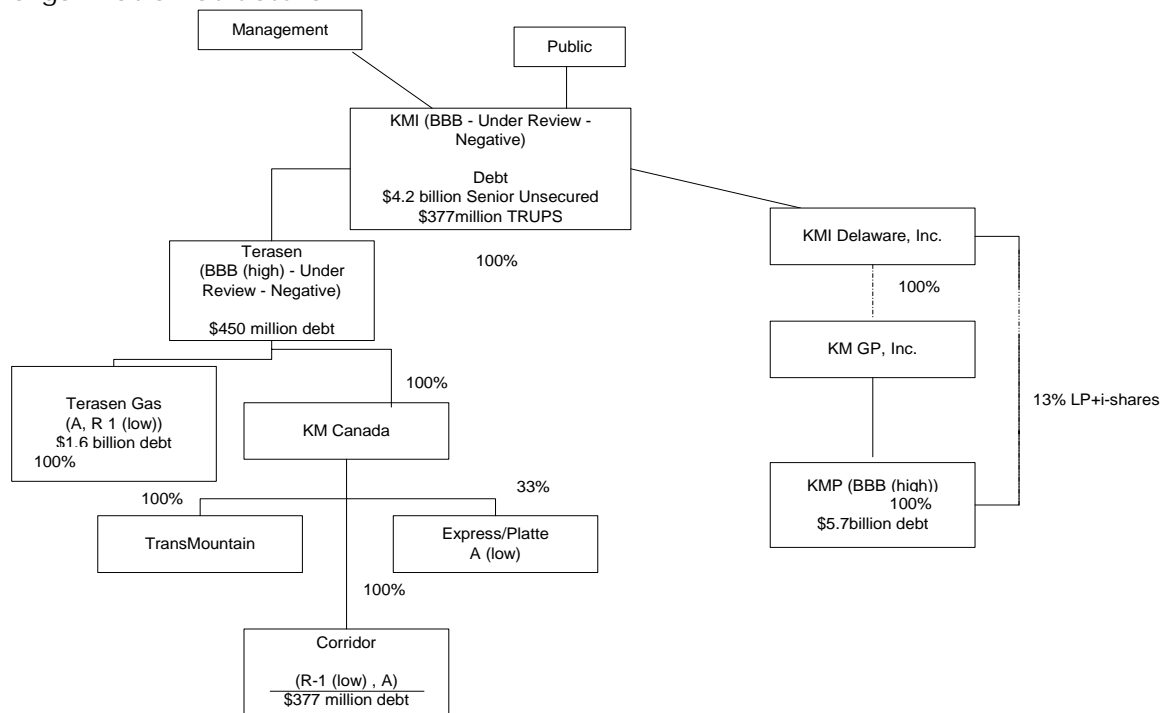 Management
Public
KMI (BBB - Under Review -
Negative)
Debt
$4.2 billion Senior Unsecured
$377million TRUPS
KMI Delaware, Inc.
100%
Terasen
(BBB (high) - Under
Review - Negative)
$450 million debt
100%
KM GP, Inc.
100%
Terasen Gas
(A, R 1 (low))
$1.6 billion debt
100%
KM Canada
13% LP+i-shares
100%
33%
KMP (BBB (high))
100%
$5.7billion debt
TransMountain
Express/Platte
A (low)
100%
Corridor
(R-1 (low) , A)
$377 million debt